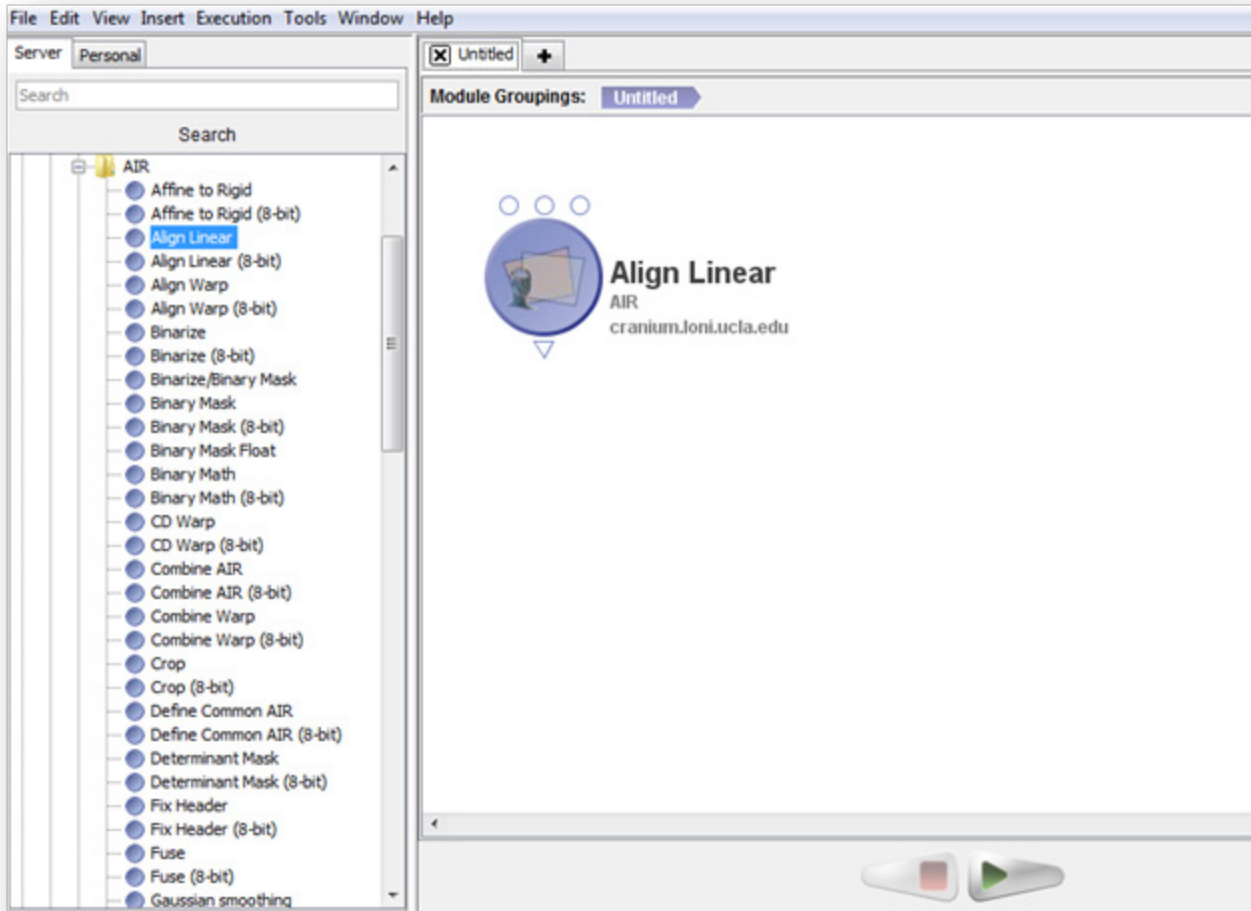 File Edit View Insert Execution Tools Window Help
Server Personal
Search
Search
AIR
Affine to Rigid
Affine to Rigid (8-bit)
Align Linear
Align Linear (8-bit)
Align Warp
Align Warp (8-bit)
Binarize
Binarize (8-bit)
Binarize/Binary Mask
Binary Mask
Binary Mask (8-bit)
Binary Mask Float
Binary Math
Binary Math (8-bit)
CD Warp
CD Warp (8-bit)
Combine AIR
Combine AIR (8-bit)
Combine Warp
Combine Warp (8-bit)
Crop
Crop (8-bit)
Define Common AIR
Define Common AIR (8-bit)
Determinant Mask
Determinant Mask (8-bit)
Fix Header
Fix Header (8-bit)
Fuse
Fuse (8-bit)
Gaussian smoothing
Untitled
Module Groupings: Untitled
Align Linear
AIR
cranium.loni.ucla.edu